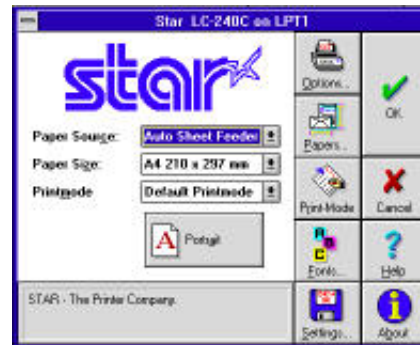 Star LC-240C on LPT1
star
Paper Source: Auto Sheet Feeder
Paper Size: A4 210 x 297 mm
Printmode Default Printmode
Portrait
STAR - The Printer Company.
Options...
OK
Papers...
Print-Mode
Cancel
Fonts...
Help
Settings...
About